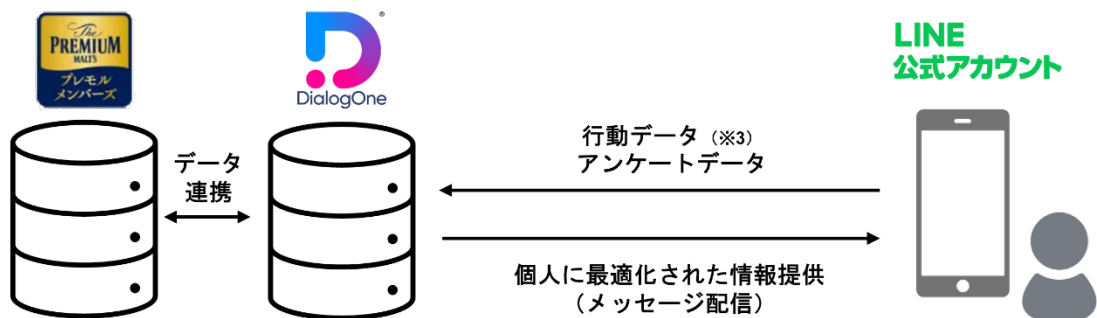 The
PREMIUM
MALT'S
プレモル
メンバーズ
DialogOne
®
LINE
公式アカウント
データ
連携
行動データ（※3）
アンケートデータ
個人に最適化された情報提供
（メッセージ配信）